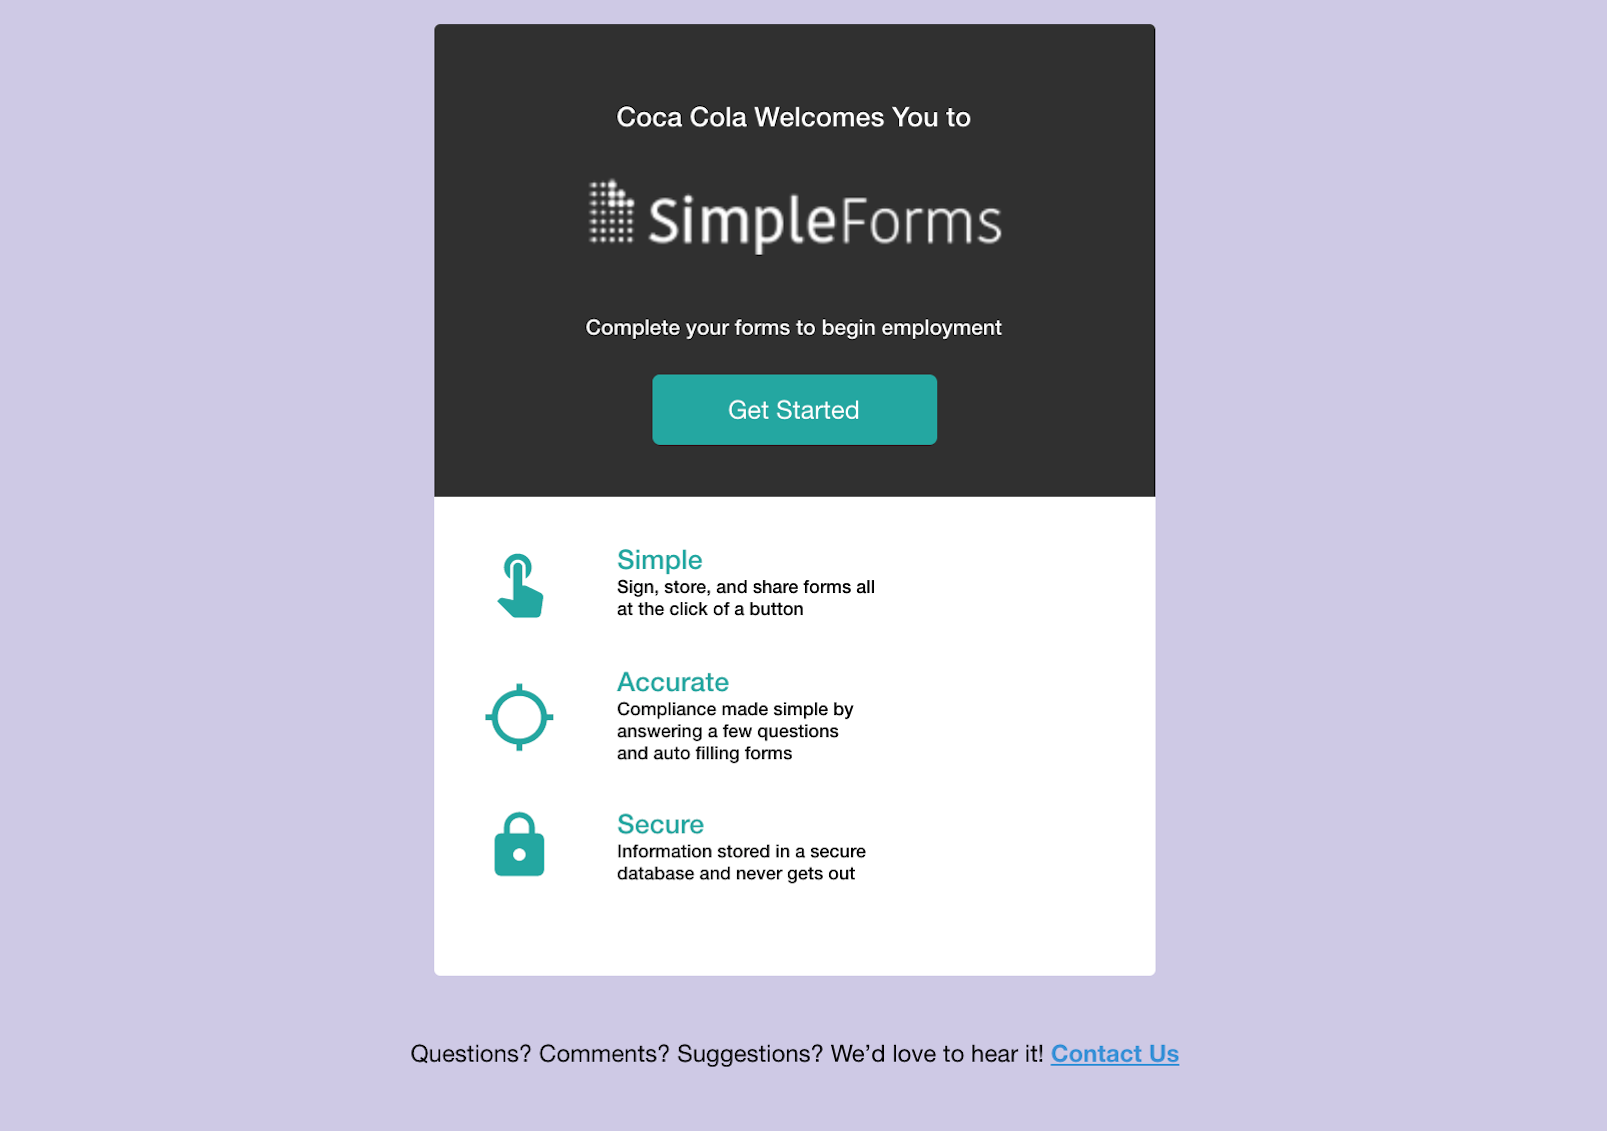 Coca Cola Welcomes You to
SimpleForms
Complete your forms to begin employment
Get Started
Simple
Sign, store, and share forms all
at the click of a button
Accurate
Compliance made simple by
answering a few questions
and auto filling forms
Secure
Information stored in a secure
database and never gets out
Questions? Comments? Suggestions? We’d love to hear it! Contact Us